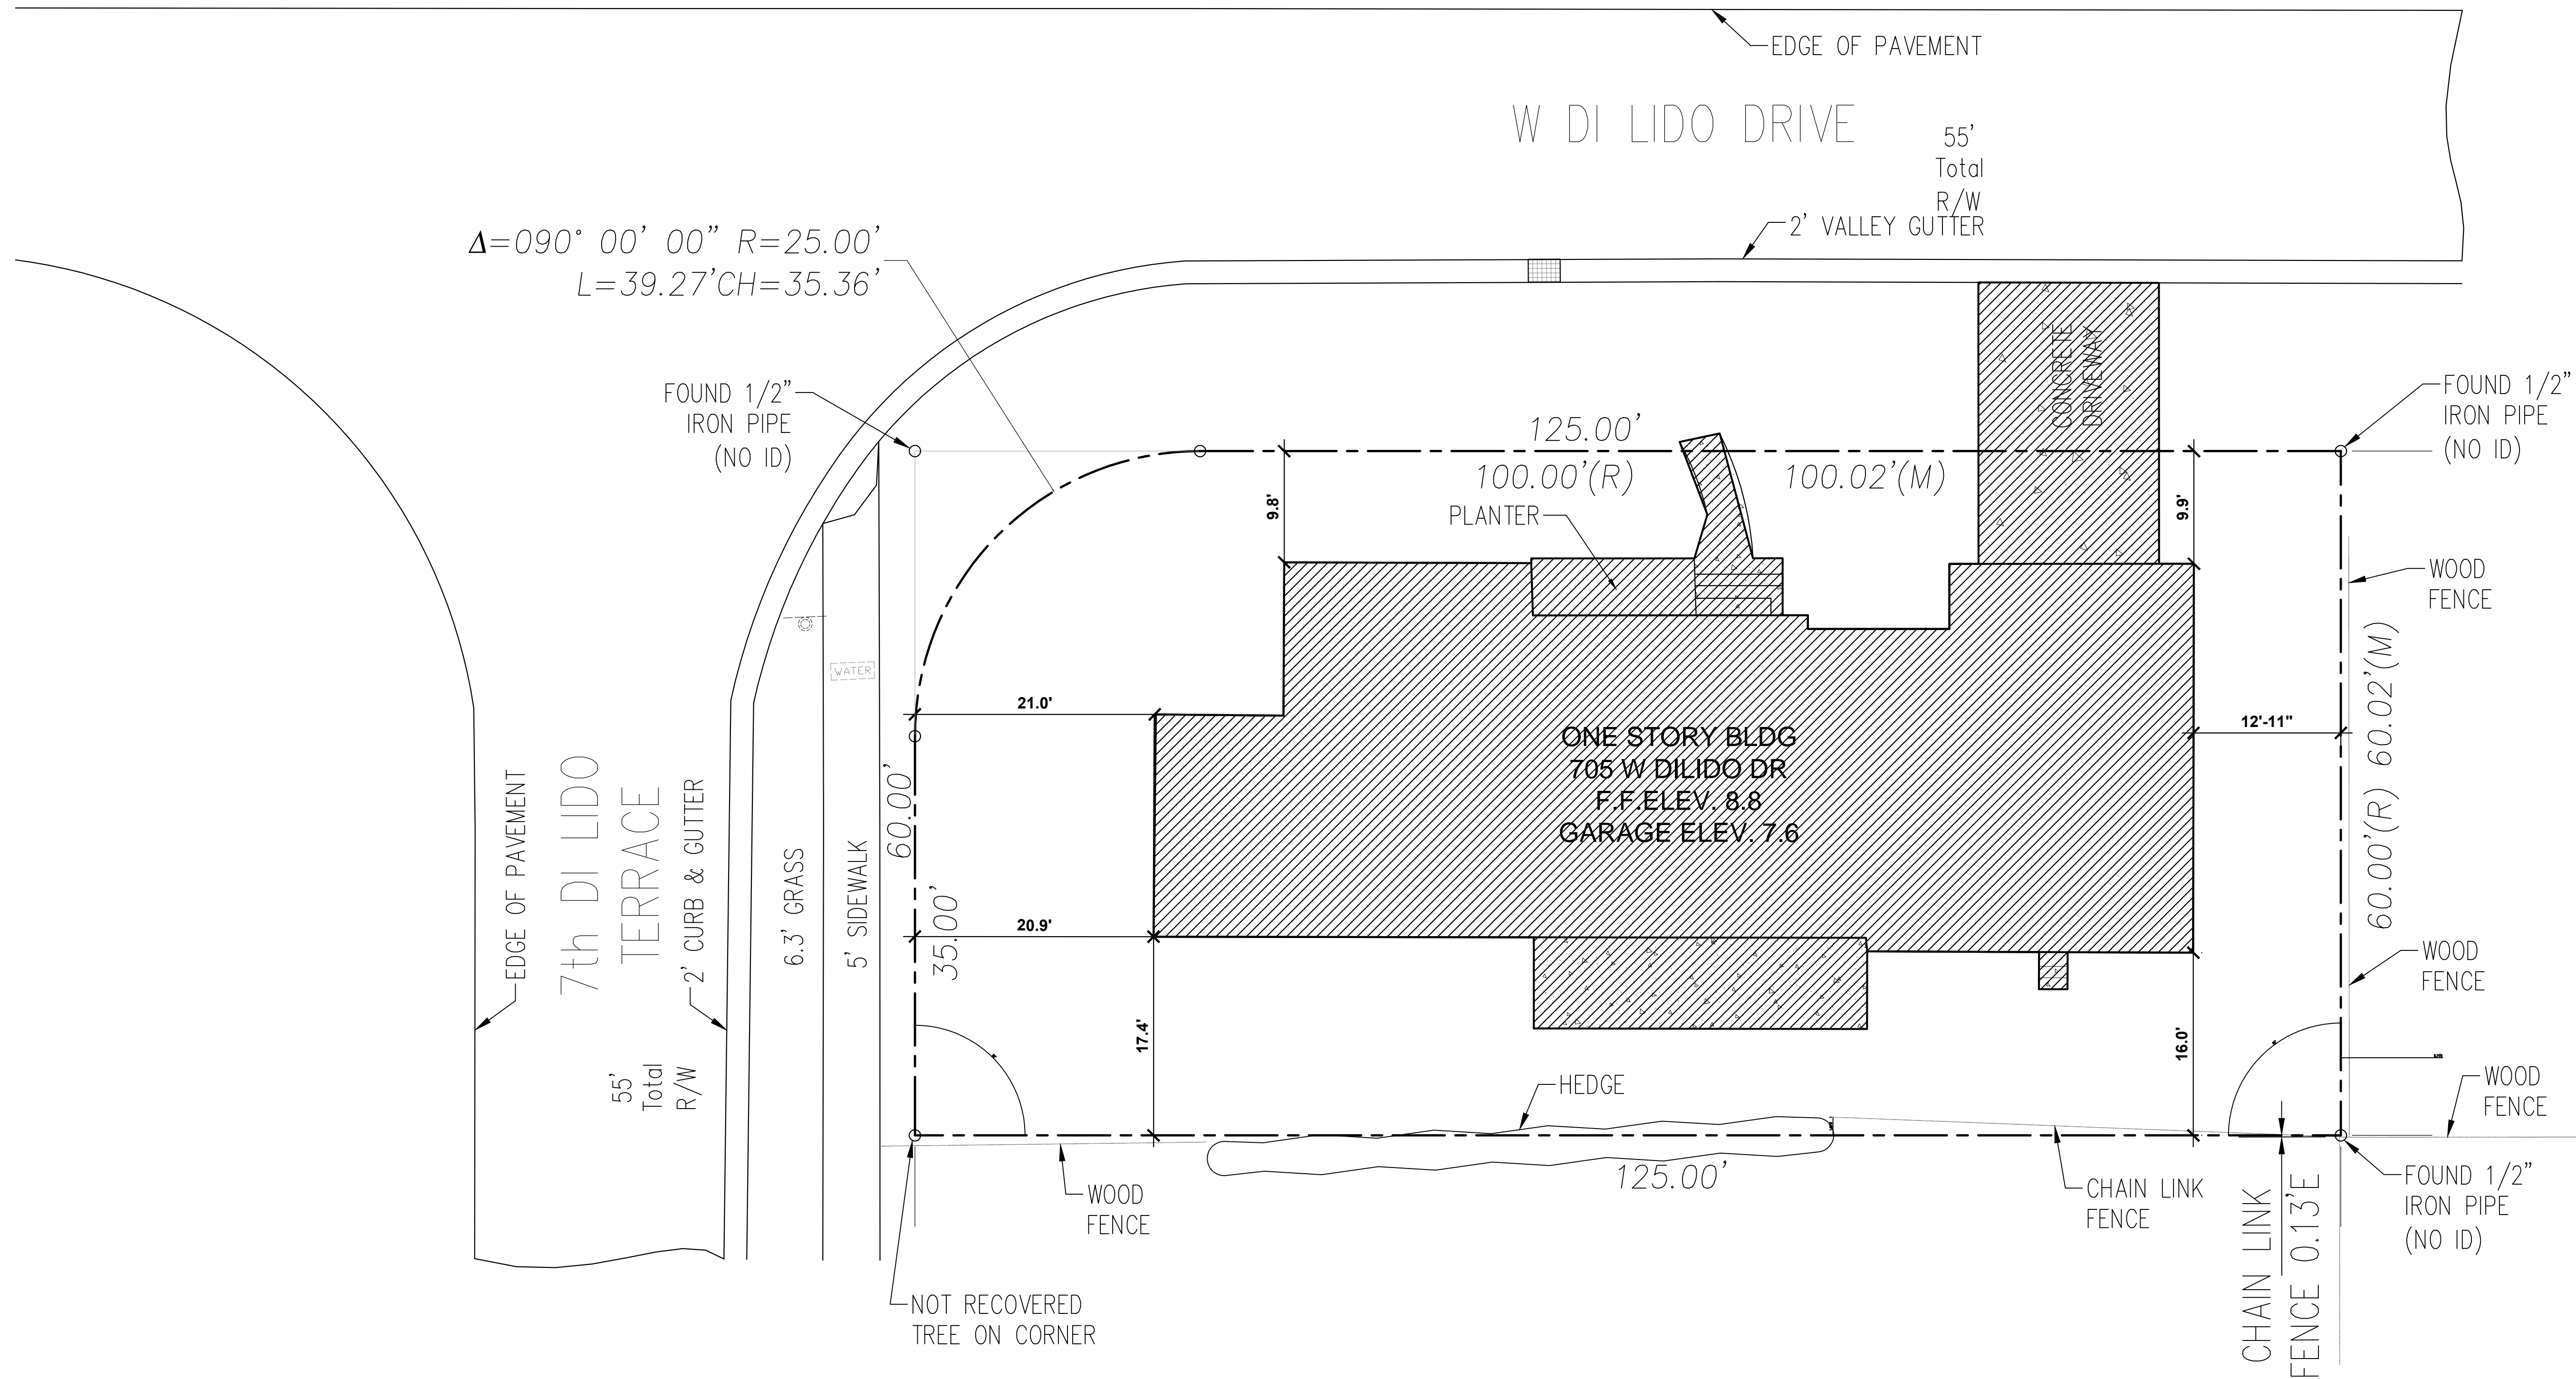 EDGE OF PAVEMENT
W DI LIDO DRIVE
55'
Total
R/W
2' VALLEY GUTTER
Δ=090° 00' 00" R=25.00'
L=39.27'CH=35.36'
FOUND 1/2"
IRON PIPE
(NO ID)
CONCRETE
DRIVEWAY
FOUND 1/2"
IRON PIPE
(NO ID)
125.00'
100.00'(R)
100.02'(M)
PLANTER
9.8'
9.9'
WOOD
FENCE
WATER
21.0'
12'-11"
60.00'(R) 60.02'(M)
ONE STORY BLDG
705 W DILIDO DR
F.F.ELEV. 8.8
GARAGE ELEV. 7.6
EDGE OF PAVEMENT
7th DI LIDO
TERRACE
2' CURB & GUTTER
6.3' GRASS
5' SIDEWALK
60.00'
35.00'
20.9'
55'
Total
R/W
17.4'
16.0'
WOOD
FENCE
HEDGE
WOOD
FENCE
125.00'
WOOD
FENCE
CHAIN LINK
FENCE
CHAIN LINK
FENCE 0.13'E
FOUND 1/2"
IRON PIPE
(NO ID)
NOT RECOVERED
TREE ON CORNER